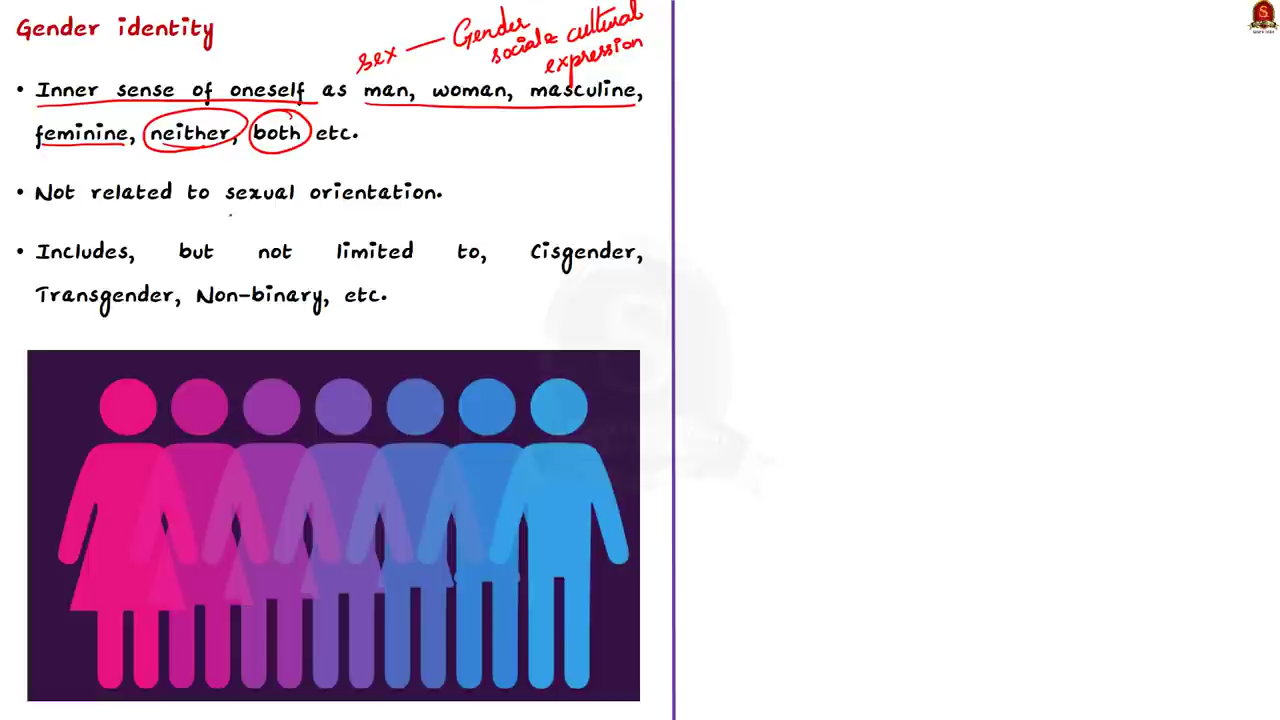 Gender identity
sex — Gender
social & cultural
expression
• Inner sense of oneself as man, woman, masculine,
feminine, neither, both etc.
• Not related to sexual orientation.
• Includes, but not limited to, Cisgender,
Transgender, Non-binary, etc.